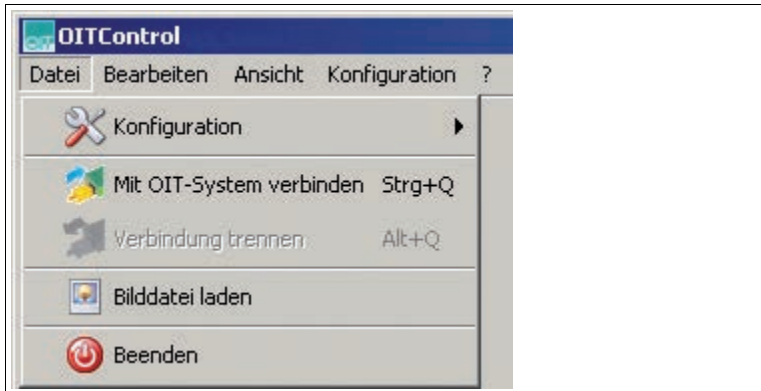 OITControl
Datei Bearbeiten Ansicht Konfiguration ?
Konfiguration
Mit OIT-System verbinden Strg+Q
Verbindung trennen Alt+Q
Bilddatei laden
Beenden